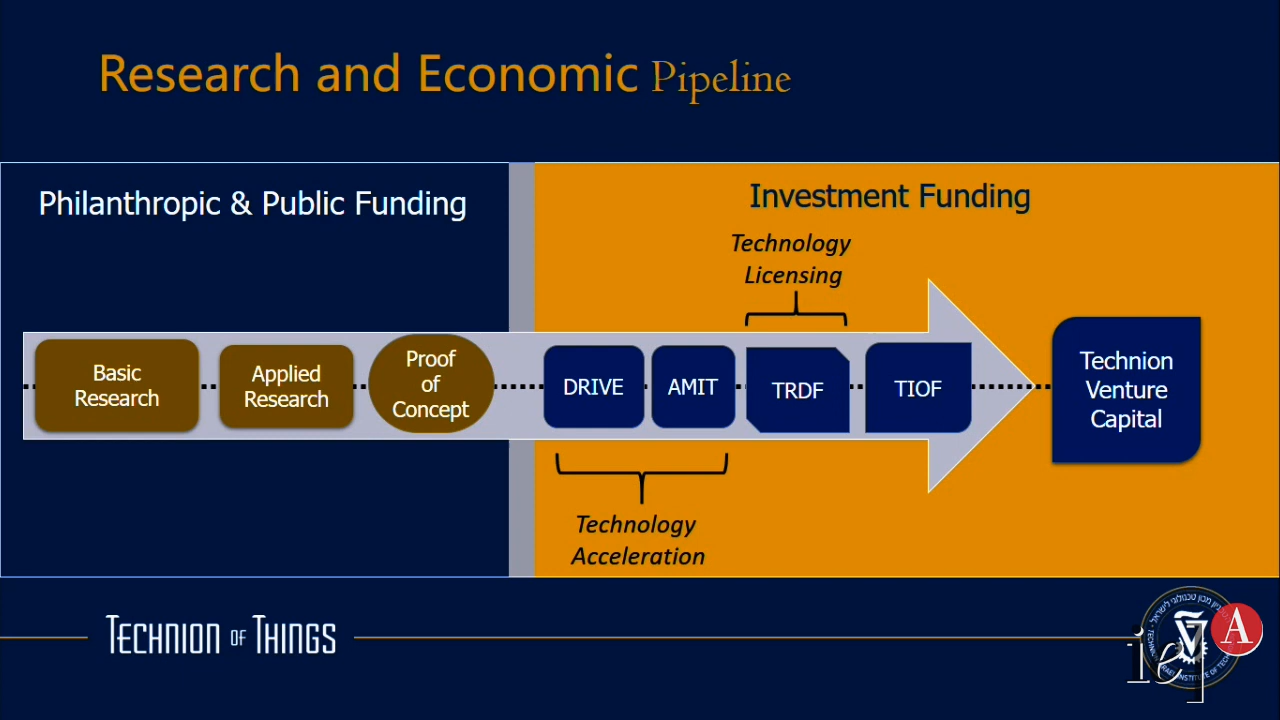 Research and Economic Pipeline
Philanthropic & Public Funding
Investment Funding
Technology
Licensing
Basic
Research
Applied
Research
Proof
of
Concept
DRIVE
AMIT
TRDF
TIOF
Technion
Venture
Capital
Technology
Acceleration
TECHNION OF THINGS
A
iej